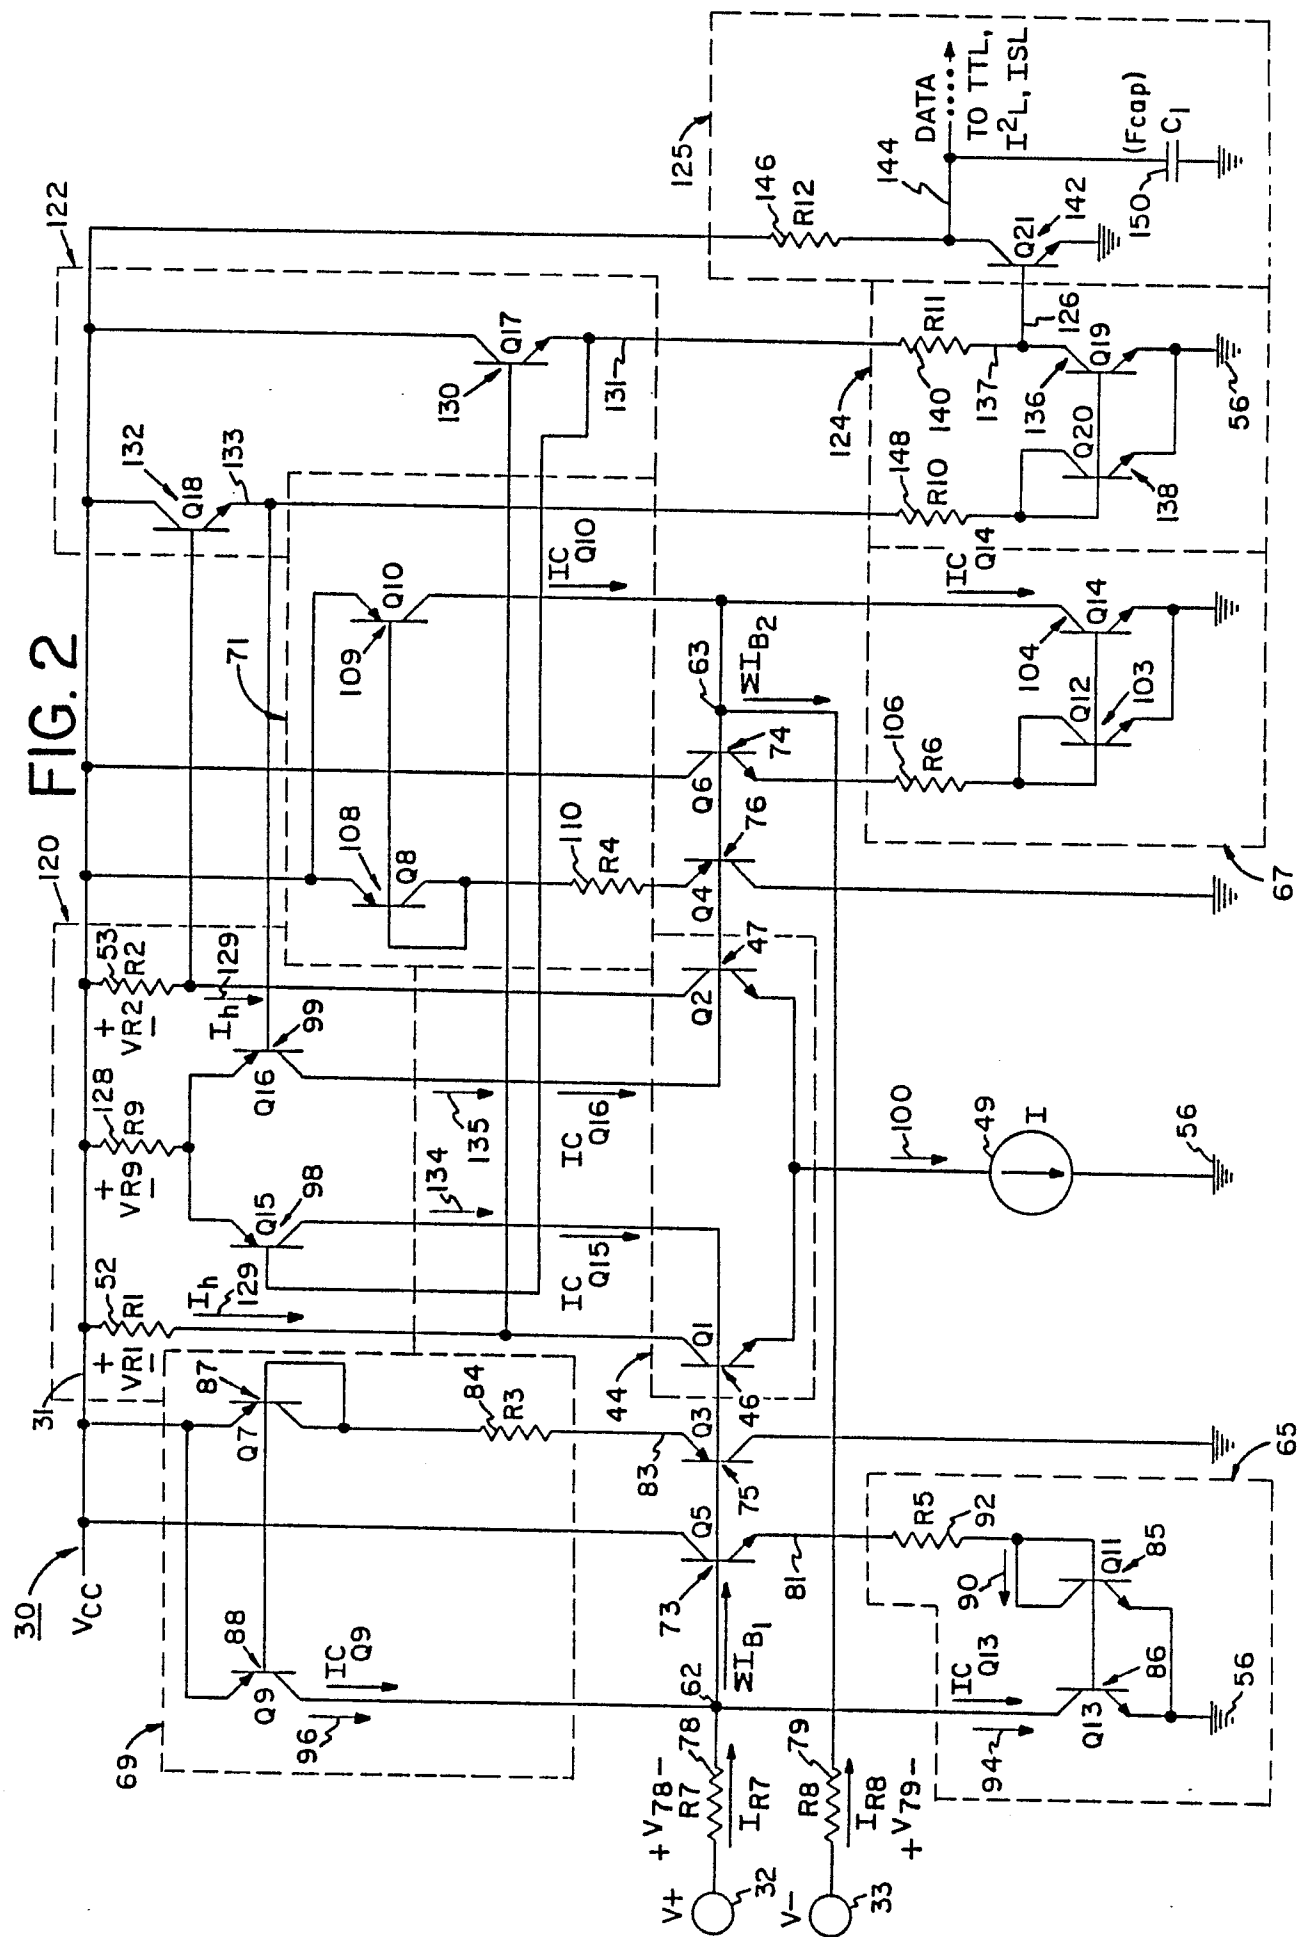 FIG. 2
30
VCC
31
120
122
125
+ VR1 −
52
R1
Ih
129
+ VR9 −
128
R9
+ VR2 −
53
R2
Ih
129
132
Q18
133
Q15
98
Q16
99
71
69
Q9
88
Q7
87
IC Q9
96
84
R3
83
134
135
IC Q15
IC Q16
108
Q8
110
R4
109
Q10
IC Q10
130
Q17
131
44
62
ΣIB1
73
Q5
75
Q3
46
Q1
Q2
47
Q4
76
Q6
74
63
ΣIB2
V+
32
+ V78 −
R7
78
IR7
V−
33
R8
79
IR8
+ V79 −
81
R5
92
90
Q11
85
86
Q13
IC Q13
94
56
65
100
49
I
56
106
R6
Q12
103
104
Q14
IC Q14
67
124
148
R10
140
R11
137
126
136
Q19
Q20
138
56
146
R12
144
DATA
TO TTL,
I²L, ISL
Q21
142
150
(Fcap)
C1